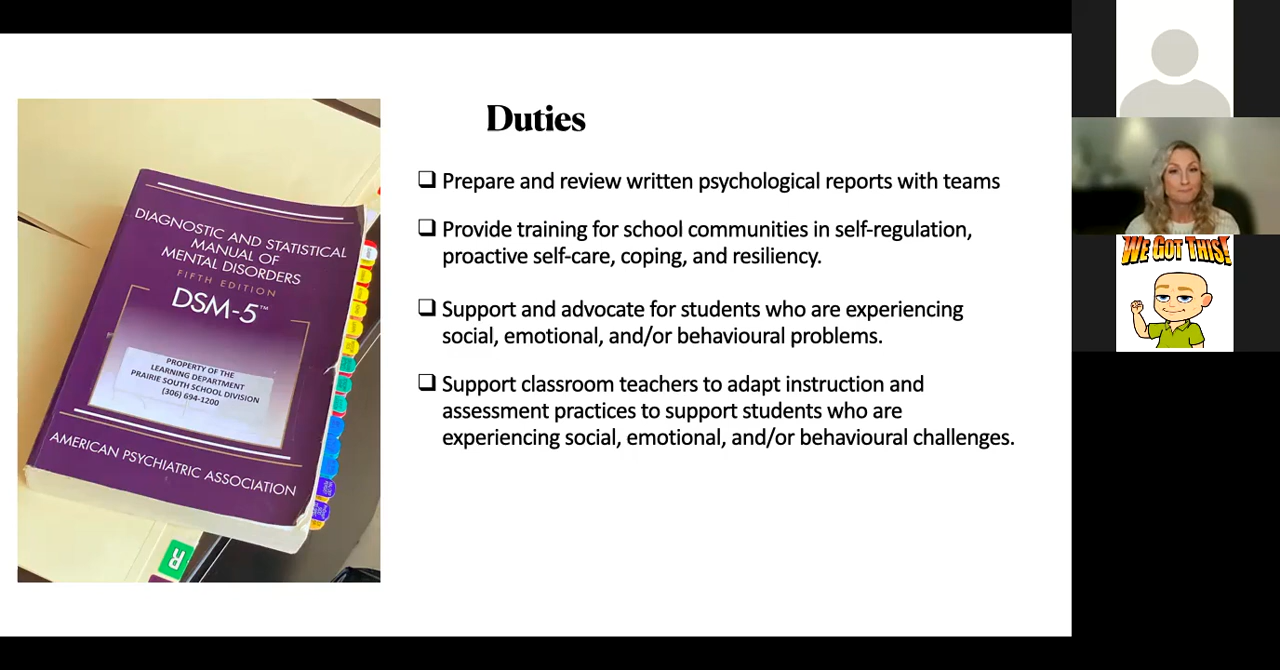 Duties
Prepare and review written psychological reports with teams
Provide training for school communities in self-regulation,
proactive self-care, coping, and resiliency.
Support and advocate for students who are experiencing
social, emotional, and/or behavioural problems.
Support classroom teachers to adapt instruction and
assessment practices to support students who are
experiencing social, emotional, and/or behavioural challenges.
DIAGNOSTIC AND STATISTICAL
MANUAL OF
MENTAL DISORDERS
FIFTH EDITION
DSM-5™
PROPERTY OF THE
LEARNING DEPARTMENT
PRAIRIE SOUTH SCHOOL DIVISION
(306) 694-1200
AMERICAN PSYCHIATRIC ASSOCIATION
R
WE GOT THIS!